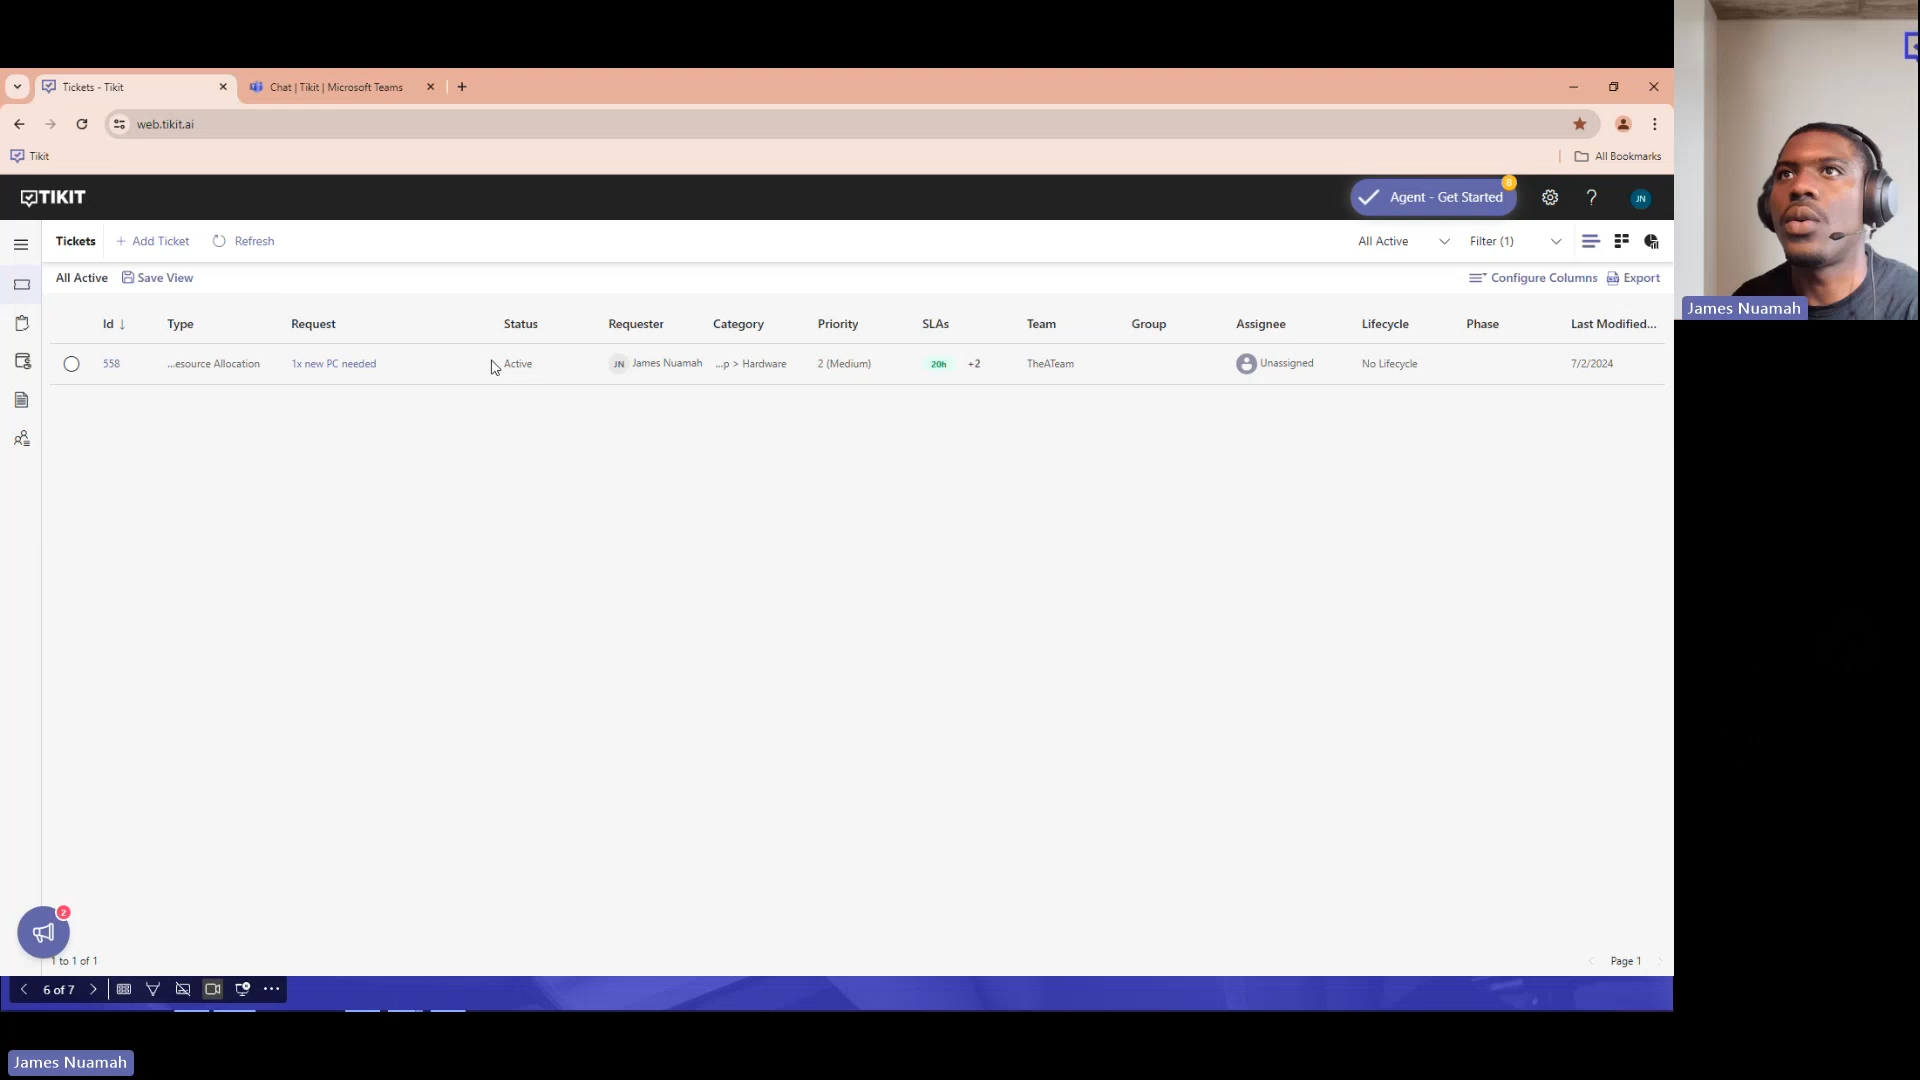 Tickets - Tikit
Chat | Tikit | Microsoft Teams
web.tikit.ai
Tikit
All Bookmarks
TIKIT
Agent - Get Started
8
?
JN
Tickets
+ Add Ticket
Refresh
All Active
Filter (1)
All Active
Save View
Configure Columns
Export
Id ↓ Type Request Status Requester Category Priority SLAs Team Group Assignee Lifecycle Phase Last Modified...
558 ...esource Allocation 1x new PC needed Active JN James Nuamah ...p > Hardware 2 (Medium) 20h +2 TheATeam Unassigned No Lifecycle 7/2/2024
James Nuamah
2
1 to 1 of 1
Page 1
6 of 7
James Nuamah